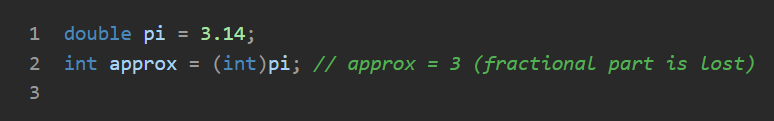 1 double pi = 3.14;
2 int approx = (int)pi; // approx = 3 (fractional part is lost)
3